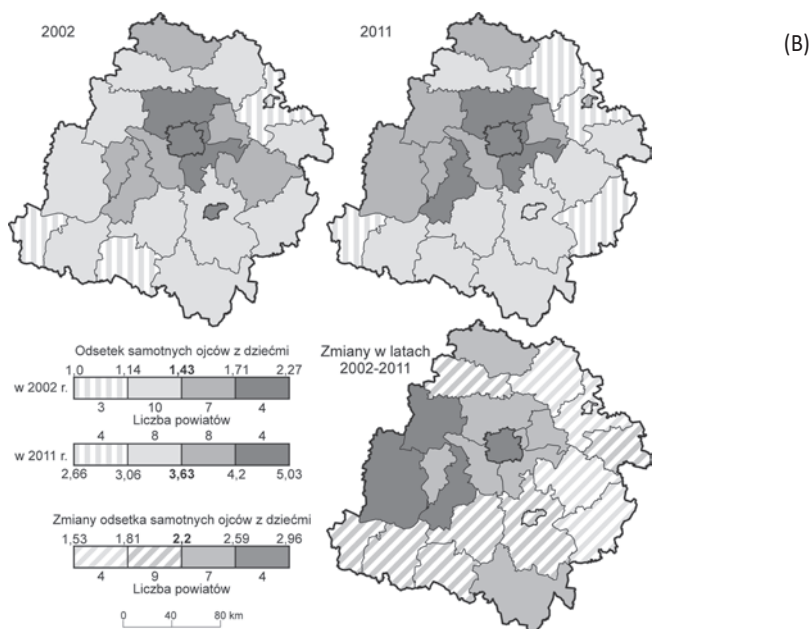 2002
2011
(B)
Odsetek samotnych ojców z dziećmi
1,0 1,14 1,43 1,71 2,27
w 2002 r.
3 10 7 4
Liczba powiatów
4 8 8 4
w 2011 r.
2,66 3,06 3,63 4,2 5,03
Zmiany odsetka samotnych ojców z dziećmi
1,53 1,81 2,2 2,59 2,96
4 9 7 4
Liczba powiatów
0 40 80 km
Zmiany w latach
2002-2011